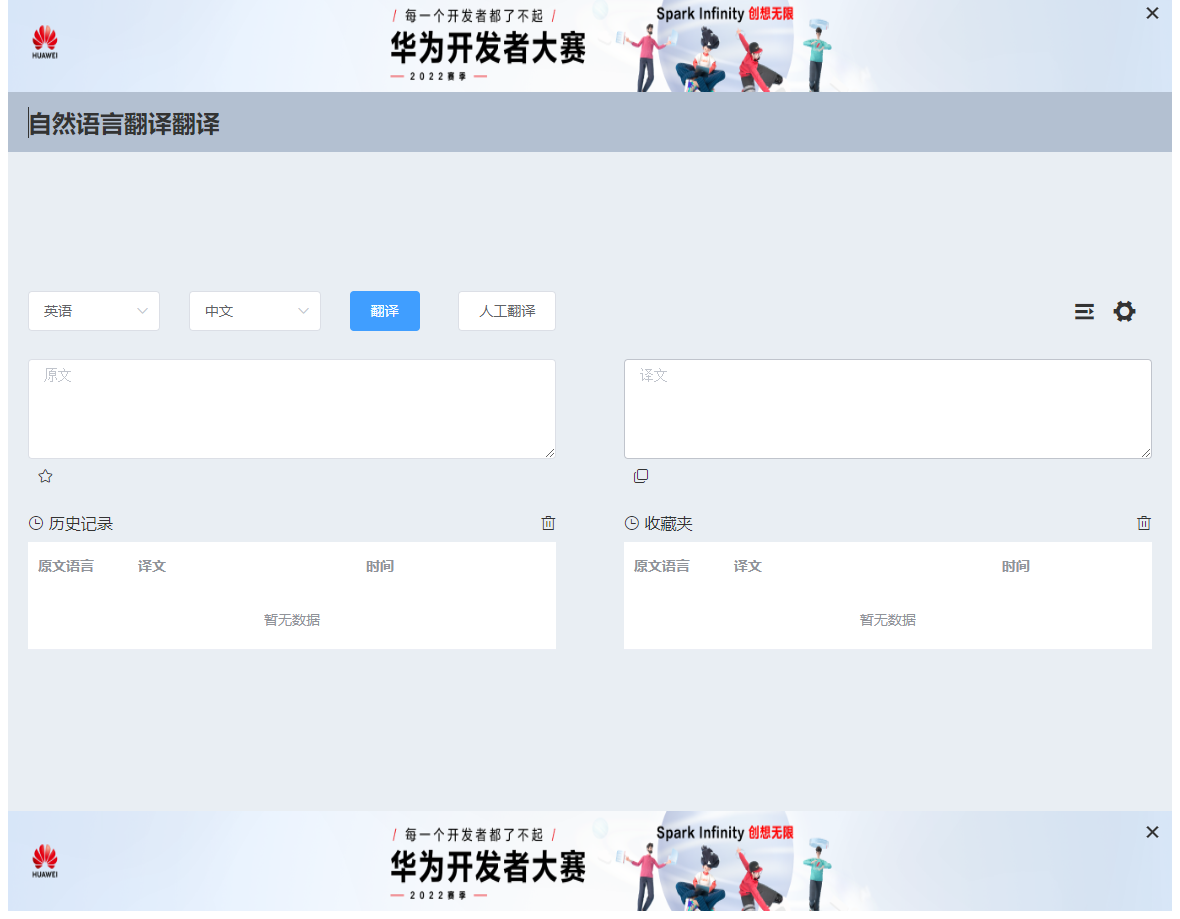 / 每一个开发者都了不起 /
Spark Infinity 创想无限
HUAWEI
华为开发者大赛
2022赛季
自然语言翻译翻译
英语
中文
翻译
人工翻译
原文
译文
历史记录
收藏夹
原文语言 译文 时间
原文语言 译文 时间
暂无数据
暂无数据
/ 每一个开发者都了不起 /
Spark Infinity 创想无限
HUAWEI
华为开发者大赛
2022赛季